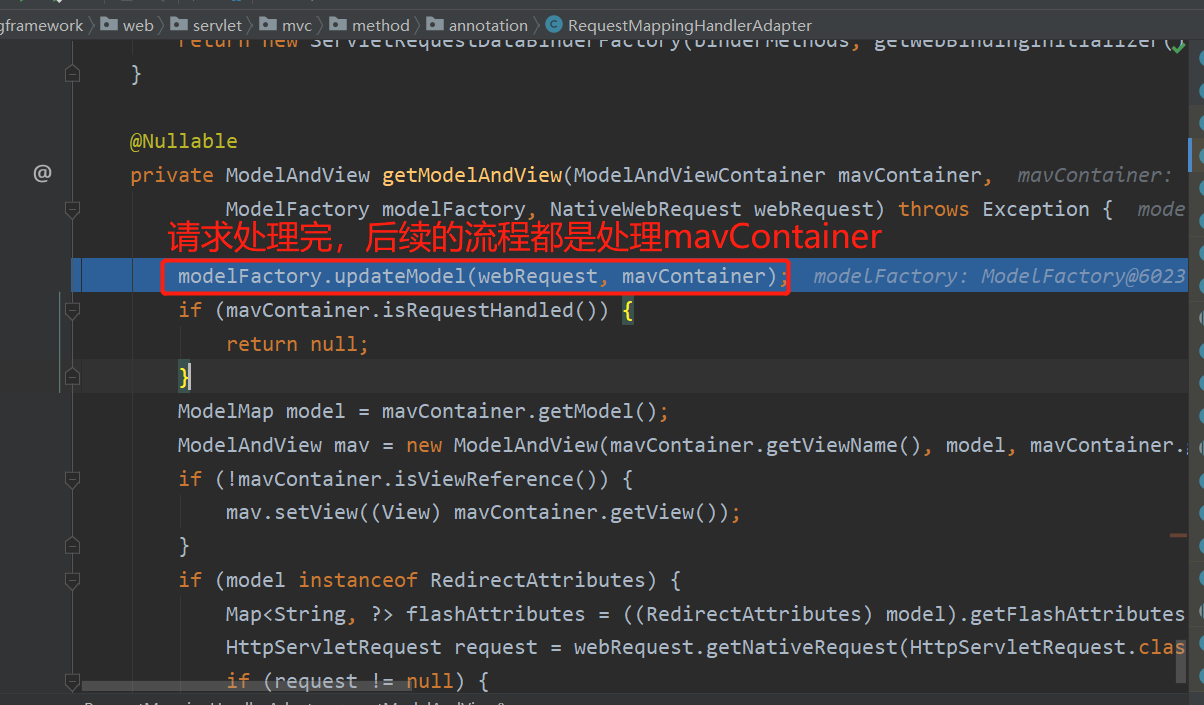 gframework 〉 web 〉 servlet 〉 mvc 〉 method 〉 annotation 〉 RequestMappingHandlerAdapter
return new ServletRequestDataBinderFactory(binderMethods, getWebBindingInitializer()
}
@Nullable
@
private ModelAndView getModelAndView(ModelAndViewContainer mavContainer, mavContainer:
ModelFactory modelFactory, NativeWebRequest webRequest) throws Exception { mode
请求处理完，后续的流程都是处理mavContainer
modelFactory.updateModel(webRequest, mavContainer); modelFactory: ModelFactory@6023
if (mavContainer.isRequestHandled()) {
return null;
}
ModelMap model = mavContainer.getModel();
ModelAndView mav = new ModelAndView(mavContainer.getViewName(), model, mavContainer.
if (!mavContainer.isViewReference()) {
mav.setView((View) mavContainer.getView());
}
if (model instanceof RedirectAttributes) {
Map<String, ?> flashAttributes = ((RedirectAttributes) model).getFlashAttributes
HttpServletRequest request = webRequest.getNativeRequest(HttpServletRequest.clas
if (request != null) {